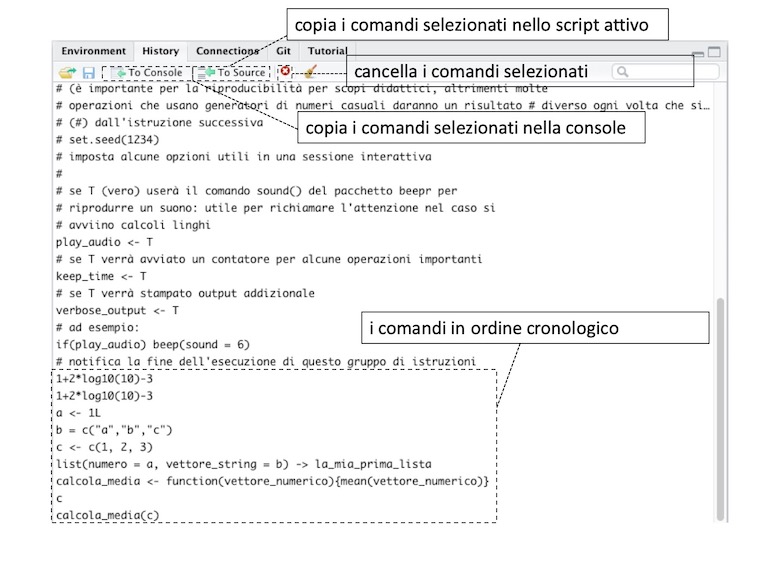 copia i comandi selezionati nello script attivo
Environment History Connections Git Tutorial
To Console To Source
cancella i comandi selezionati
# (è importante per la riproducibilità per scopi didattici, altrimenti molte
# operazioni che usano generatori di numeri casuali daranno un risultato # diverso ogni volta che si…
# (#) dall'istruzione successiva
copia i comandi selezionati nella console
# set.seed(1234)
# imposta alcune opzioni utili in una sessione interattiva
#
# se T (vero) userà il comando sound() del pacchetto beepr per
# riprodurre un suono: utile per richiamare l'attenzione nel caso si
# avviino calcoli linghi
play_audio <- T
# se T verrà avviato un contatore per alcune operazioni importanti
keep_time <- T
# se T verrà stampato output addizionale
verbose_output <- T
# ad esempio:
i comandi in ordine cronologico
if(play_audio) beep(sound = 6)
# notifica la fine dell'esecuzione di questo gruppo di istruzioni
1+2*log10(10)-3
1+2*log10(10)-3
a <- 1L
b = c("a","b","c")
c <- c(1, 2, 3)
list(numero = a, vettore_string = b) -> la_mia_prima_lista
calcola_media <- function(vettore_numerico){mean(vettore_numerico)}
c
calcola_media(c)